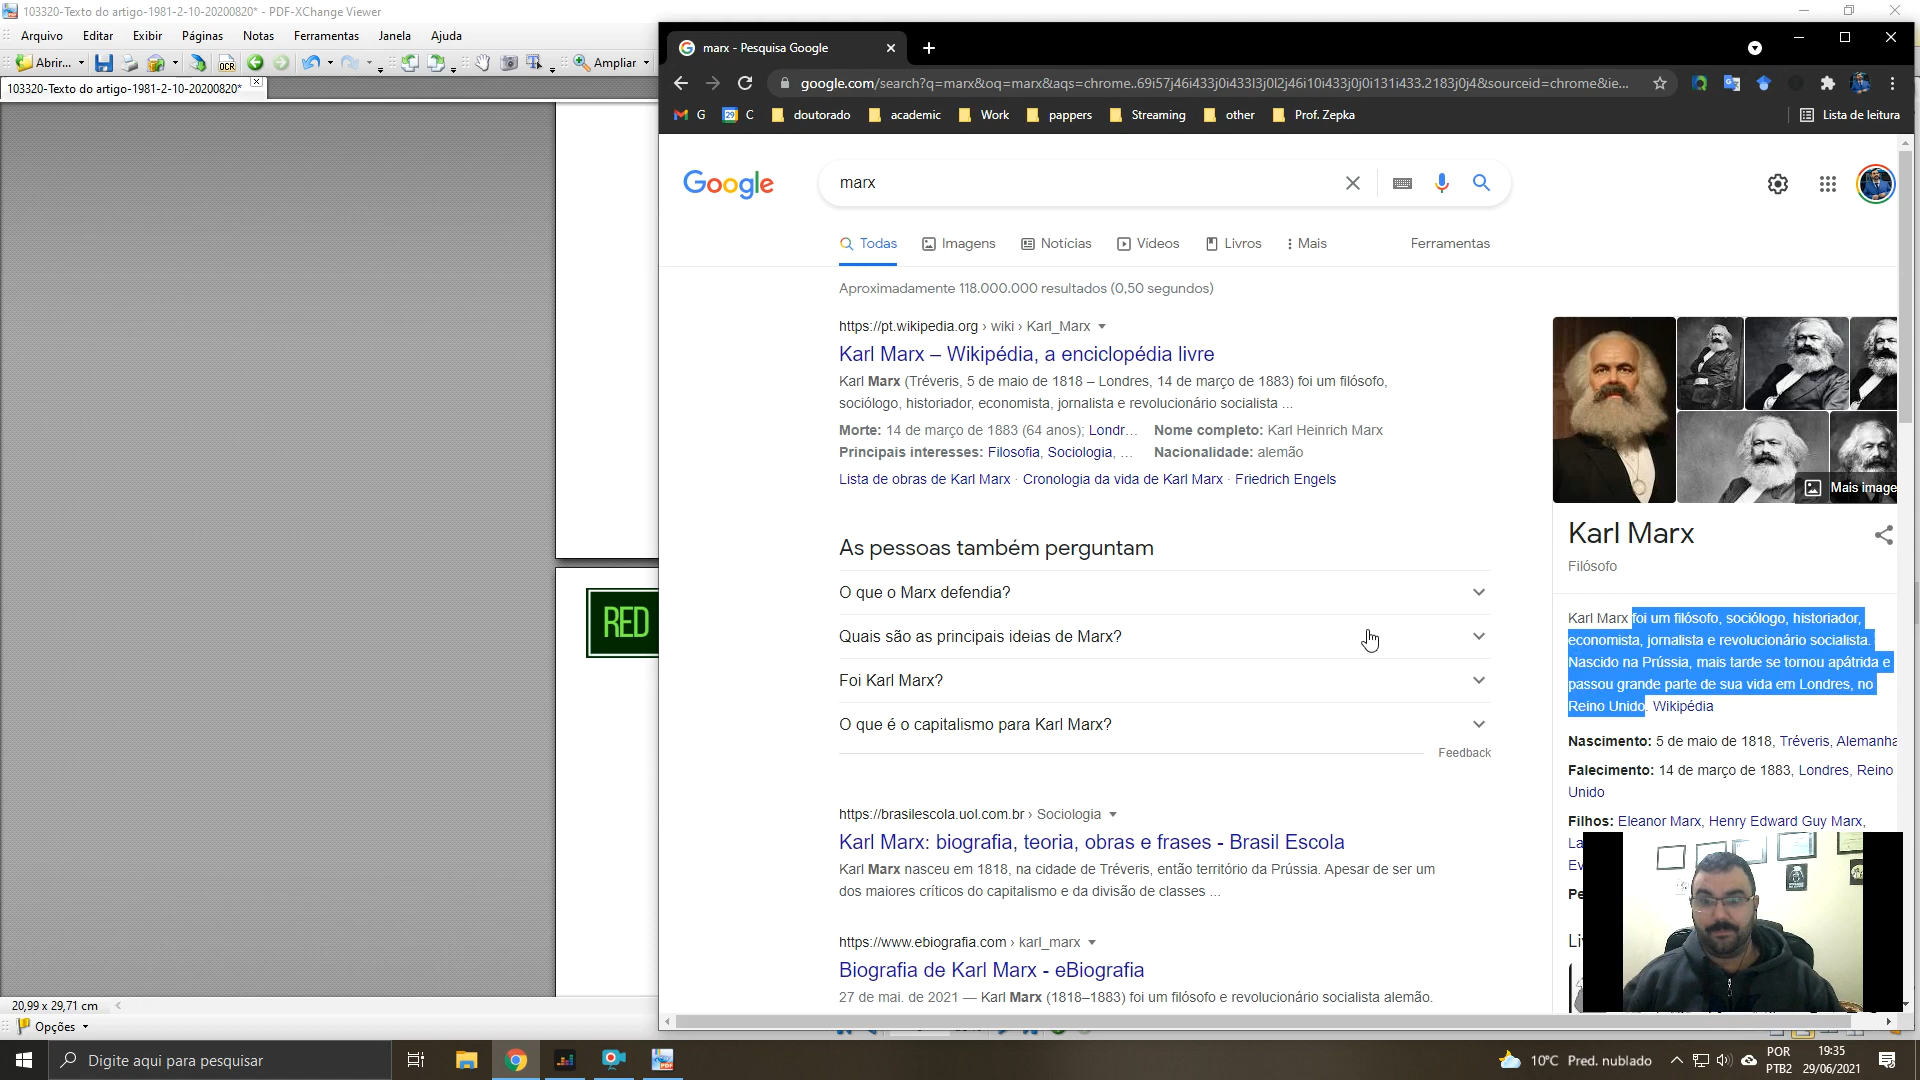 103320-Texto do artigo-1981-2-10-20200820* - PDF-XChange Viewer
Arquivo Editar Exibir Páginas Notas Ferramentas Janela Ajuda
Abrir... OCR Ampliar
103320-Texto do artigo-1981-2-10-20200820*
RED
20,99 x 29,71 cm
Opções
marx - Pesquisa Google
google.com/search?q=marx&oq=marx&aqs=chrome..69i57j46i433j0i433l3j0l2j46i10i433j0j0i131i433.2183j0j4&sourceid=chrome&ie...
G C doutorado academic Work pappers Streaming other Prof. Zepka Lista de leitura
Google
marx
Todas Imagens Notícias Vídeos Livros Mais Ferramentas
Aproximadamente 118.000.000 resultados (0,50 segundos)
https://pt.wikipedia.org › wiki › Karl_Marx
Karl Marx – Wikipédia, a enciclopédia livre
Karl Marx (Tréveris, 5 de maio de 1818 – Londres, 14 de março de 1883) foi um filósofo,
sociólogo, historiador, economista, jornalista e revolucionário socialista ...
Morte: 14 de março de 1883 (64 anos); Londr... Nome completo: Karl Heinrich Marx
Principais interesses: Filosofia, Sociologia, ... Nacionalidade: alemão
Lista de obras de Karl Marx · Cronologia da vida de Karl Marx · Friedrich Engels
As pessoas também perguntam
O que o Marx defendia?
Quais são as principais ideias de Marx?
Foi Karl Marx?
O que é o capitalismo para Karl Marx?
Feedback
https://brasilescola.uol.com.br › Sociologia
Karl Marx: biografia, teoria, obras e frases - Brasil Escola
Karl Marx nasceu em 1818, na cidade de Tréveris, então território da Prússia. Apesar de ser um
dos maiores críticos do capitalismo e da divisão de classes ...
https://www.ebiografia.com › karl_marx
Biografia de Karl Marx - eBiografia
27 de mai. de 2021 — Karl Marx (1818–1883) foi um filósofo e revolucionário socialista alemão.
Mais image
Karl Marx
Filósofo
Karl Marx foi um filósofo, sociólogo, historiador,
economista, jornalista e revolucionário socialista.
Nascido na Prússia, mais tarde se tornou apátrida e
passou grande parte de sua vida em Londres, no
Reino Unido. Wikipédia
Nascimento: 5 de maio de 1818, Tréveris, Alemanha
Falecimento: 14 de março de 1883, Londres, Reino
Unido
Filhos: Eleanor Marx, Henry Edward Guy Marx,
La
Ev
Pe
Li
Digite aqui para pesquisar
10°C Pred. nublado
POR
PTB2
19:35
29/06/2021